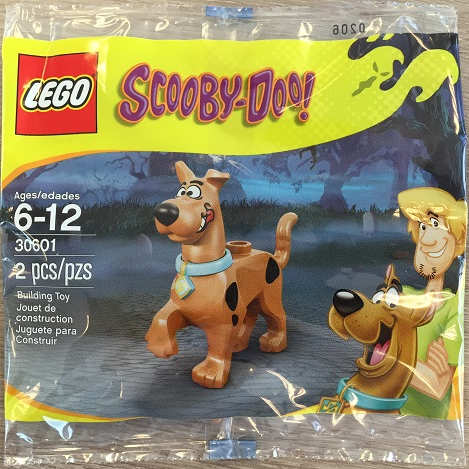 0206
LEGO
SCOOBY-DOO!
Ages/edades
6-12
30601
2 pcs/pzs
Building Toy
Jouet de
construction
Juguete para
Construir